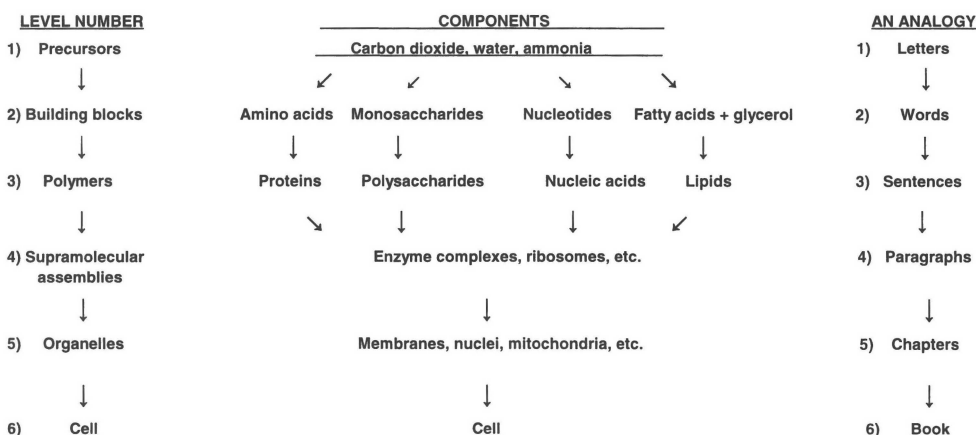 LEVEL NUMBER COMPONENTS AN ANALOGY
1) Precursors Carbon dioxide, water, ammonia 1) Letters
2) Building blocks Amino acids Monosaccharides Nucleotides Fatty acids + glycerol 2) Words
3) Polymers Proteins Polysaccharides Nucleic acids Lipids 3) Sentences
4) Supramolecular Enzyme complexes, ribosomes, etc. 4) Paragraphs
assemblies
5) Organelles Membranes, nuclei, mitochondria, etc. 5) Chapters
6) Cell Cell 6) Book